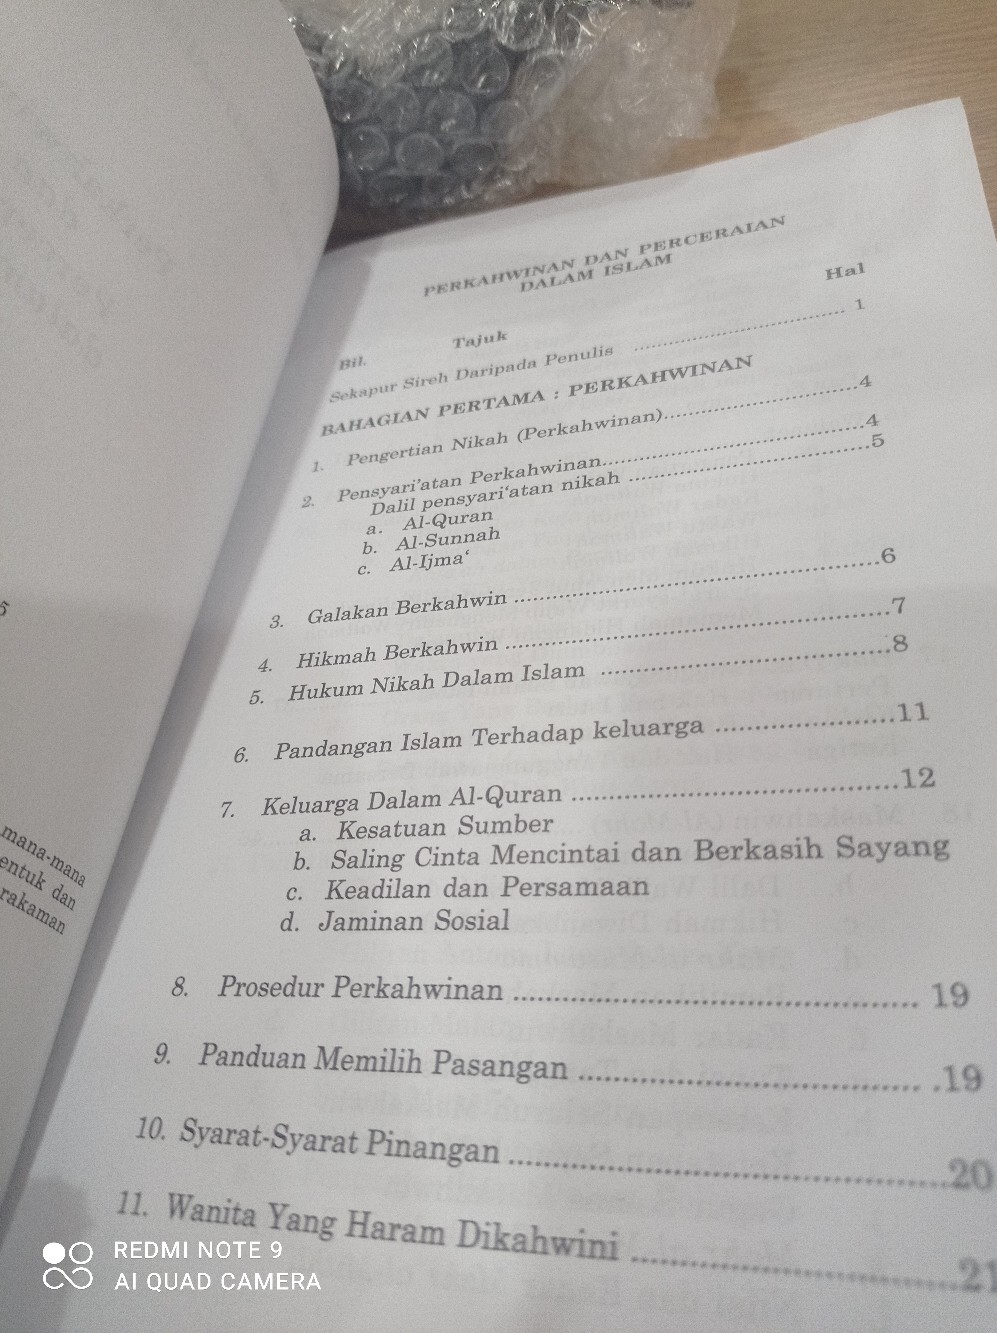 5
mana-mana
entuk dan
rakaman
PERKAHWINAN DAN PERCERAIAN
DALAM ISLAM
Bil. Tajuk Hal
Sekapur Sireh Daripada Penulis ........................ 1
BAHAGIAN PERTAMA : PERKAHWINAN
1. Pengertian Nikah (Perkahwinan)........................4
2. Pensyari'atan Perkahwinan........................4
Dalil pensyari‘atan nikah ........................5
a. Al-Quran
b. Al-Sunnah
c. Al-Ijma‘
3. Galakan Berkahwin ........................6
4. Hikmah Berkahwin ........................7
5. Hukum Nikah Dalam Islam ........................8
6. Pandangan Islam Terhadap keluarga ........................11
7. Keluarga Dalam Al-Quran ........................12
a. Kesatuan Sumber
b. Saling Cinta Mencintai dan Berkasih Sayang
c. Keadilan dan Persamaan
d. Jaminan Sosial
8. Prosedur Perkahwinan ........................ 19
9. Panduan Memilih Pasangan ........................ .19
10. Syarat-Syarat Pinangan ........................20
11. Wanita Yang Haram Dikahwini ........................21
REDMI NOTE 9
AI QUAD CAMERA